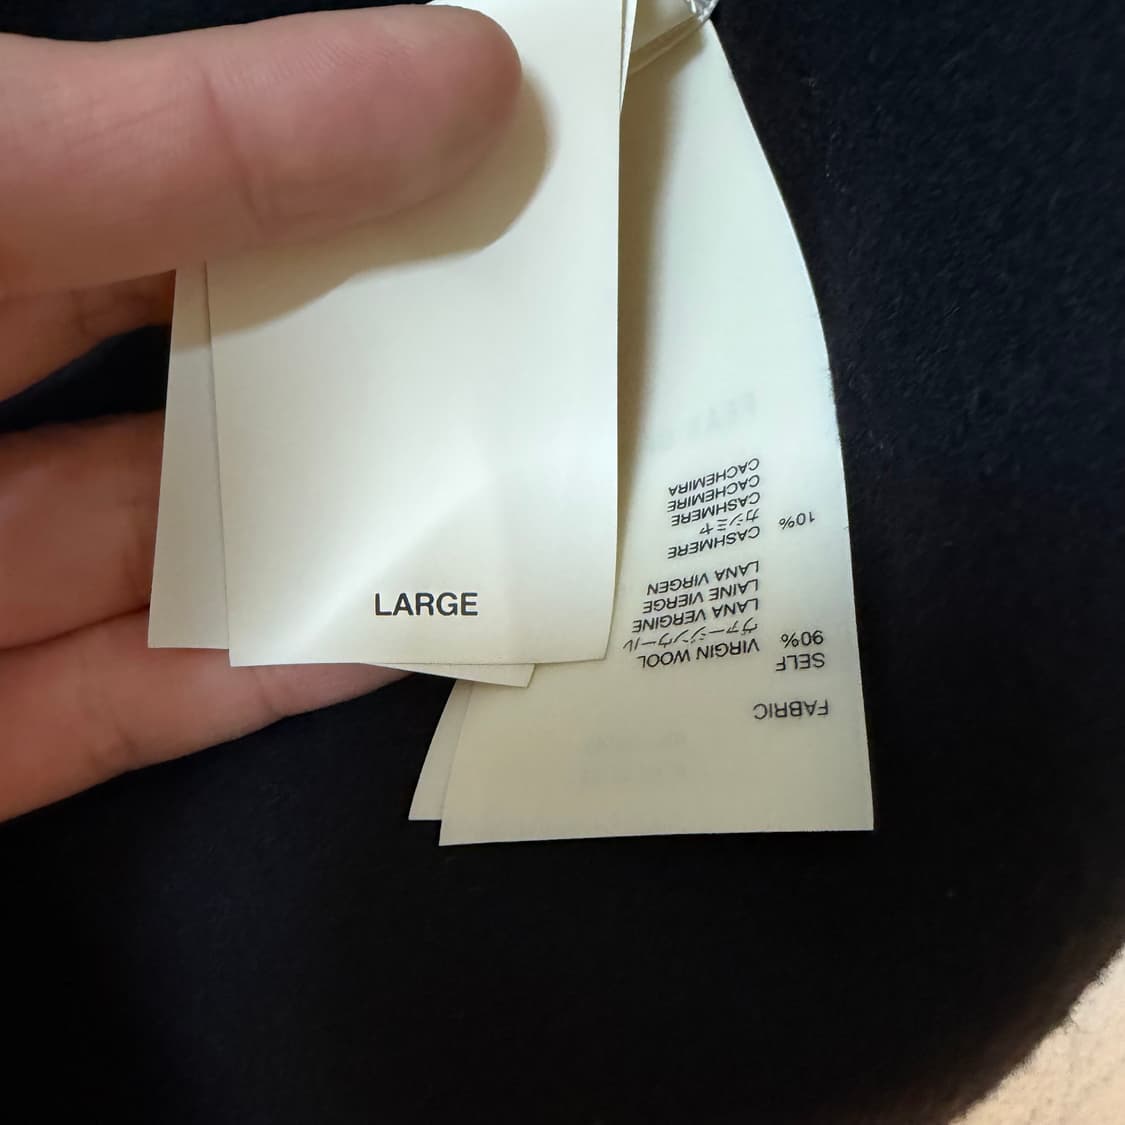 LARGE
FABRIC
SELF
90% VIRGIN WOOL
ヴァージンウール
LANA VERGINE
LAINE VIERGE
LANA VIRGEN
10% CASHMERE
カシミヤ
CASHMERE
CACHEMIRE
CACHEMIRA